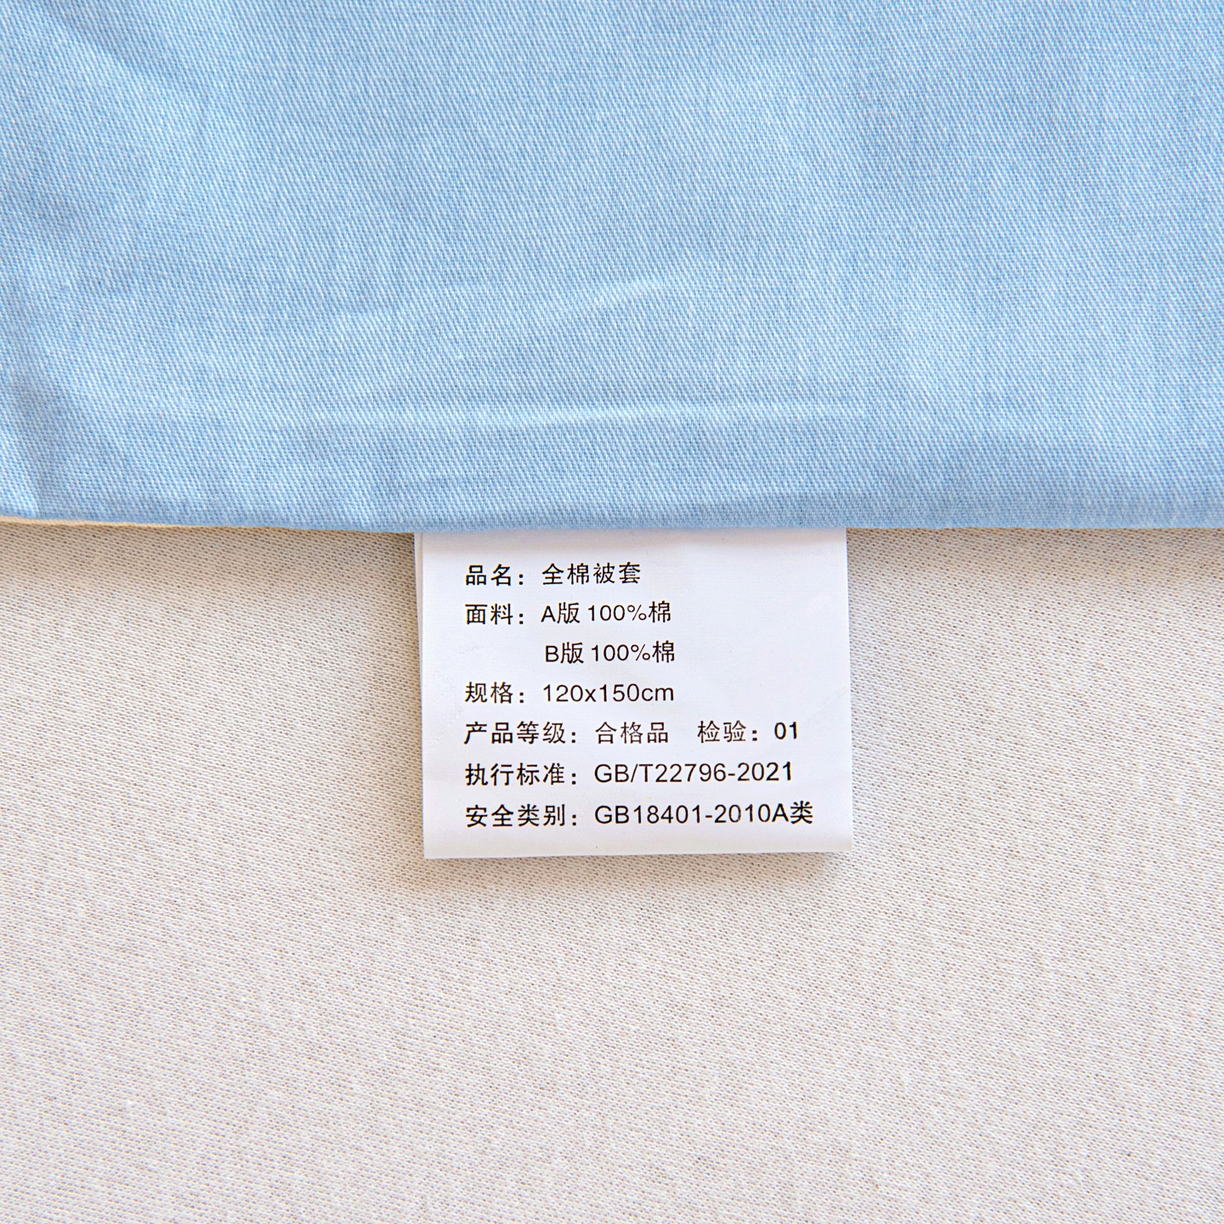 品名：全棉被套
面料：A版 100%棉
B版 100%棉
规格：120x150cm
产品等级：合格品 检验：01
执行标准：GB/T22796-2021
安全类别：GB18401-2010A类